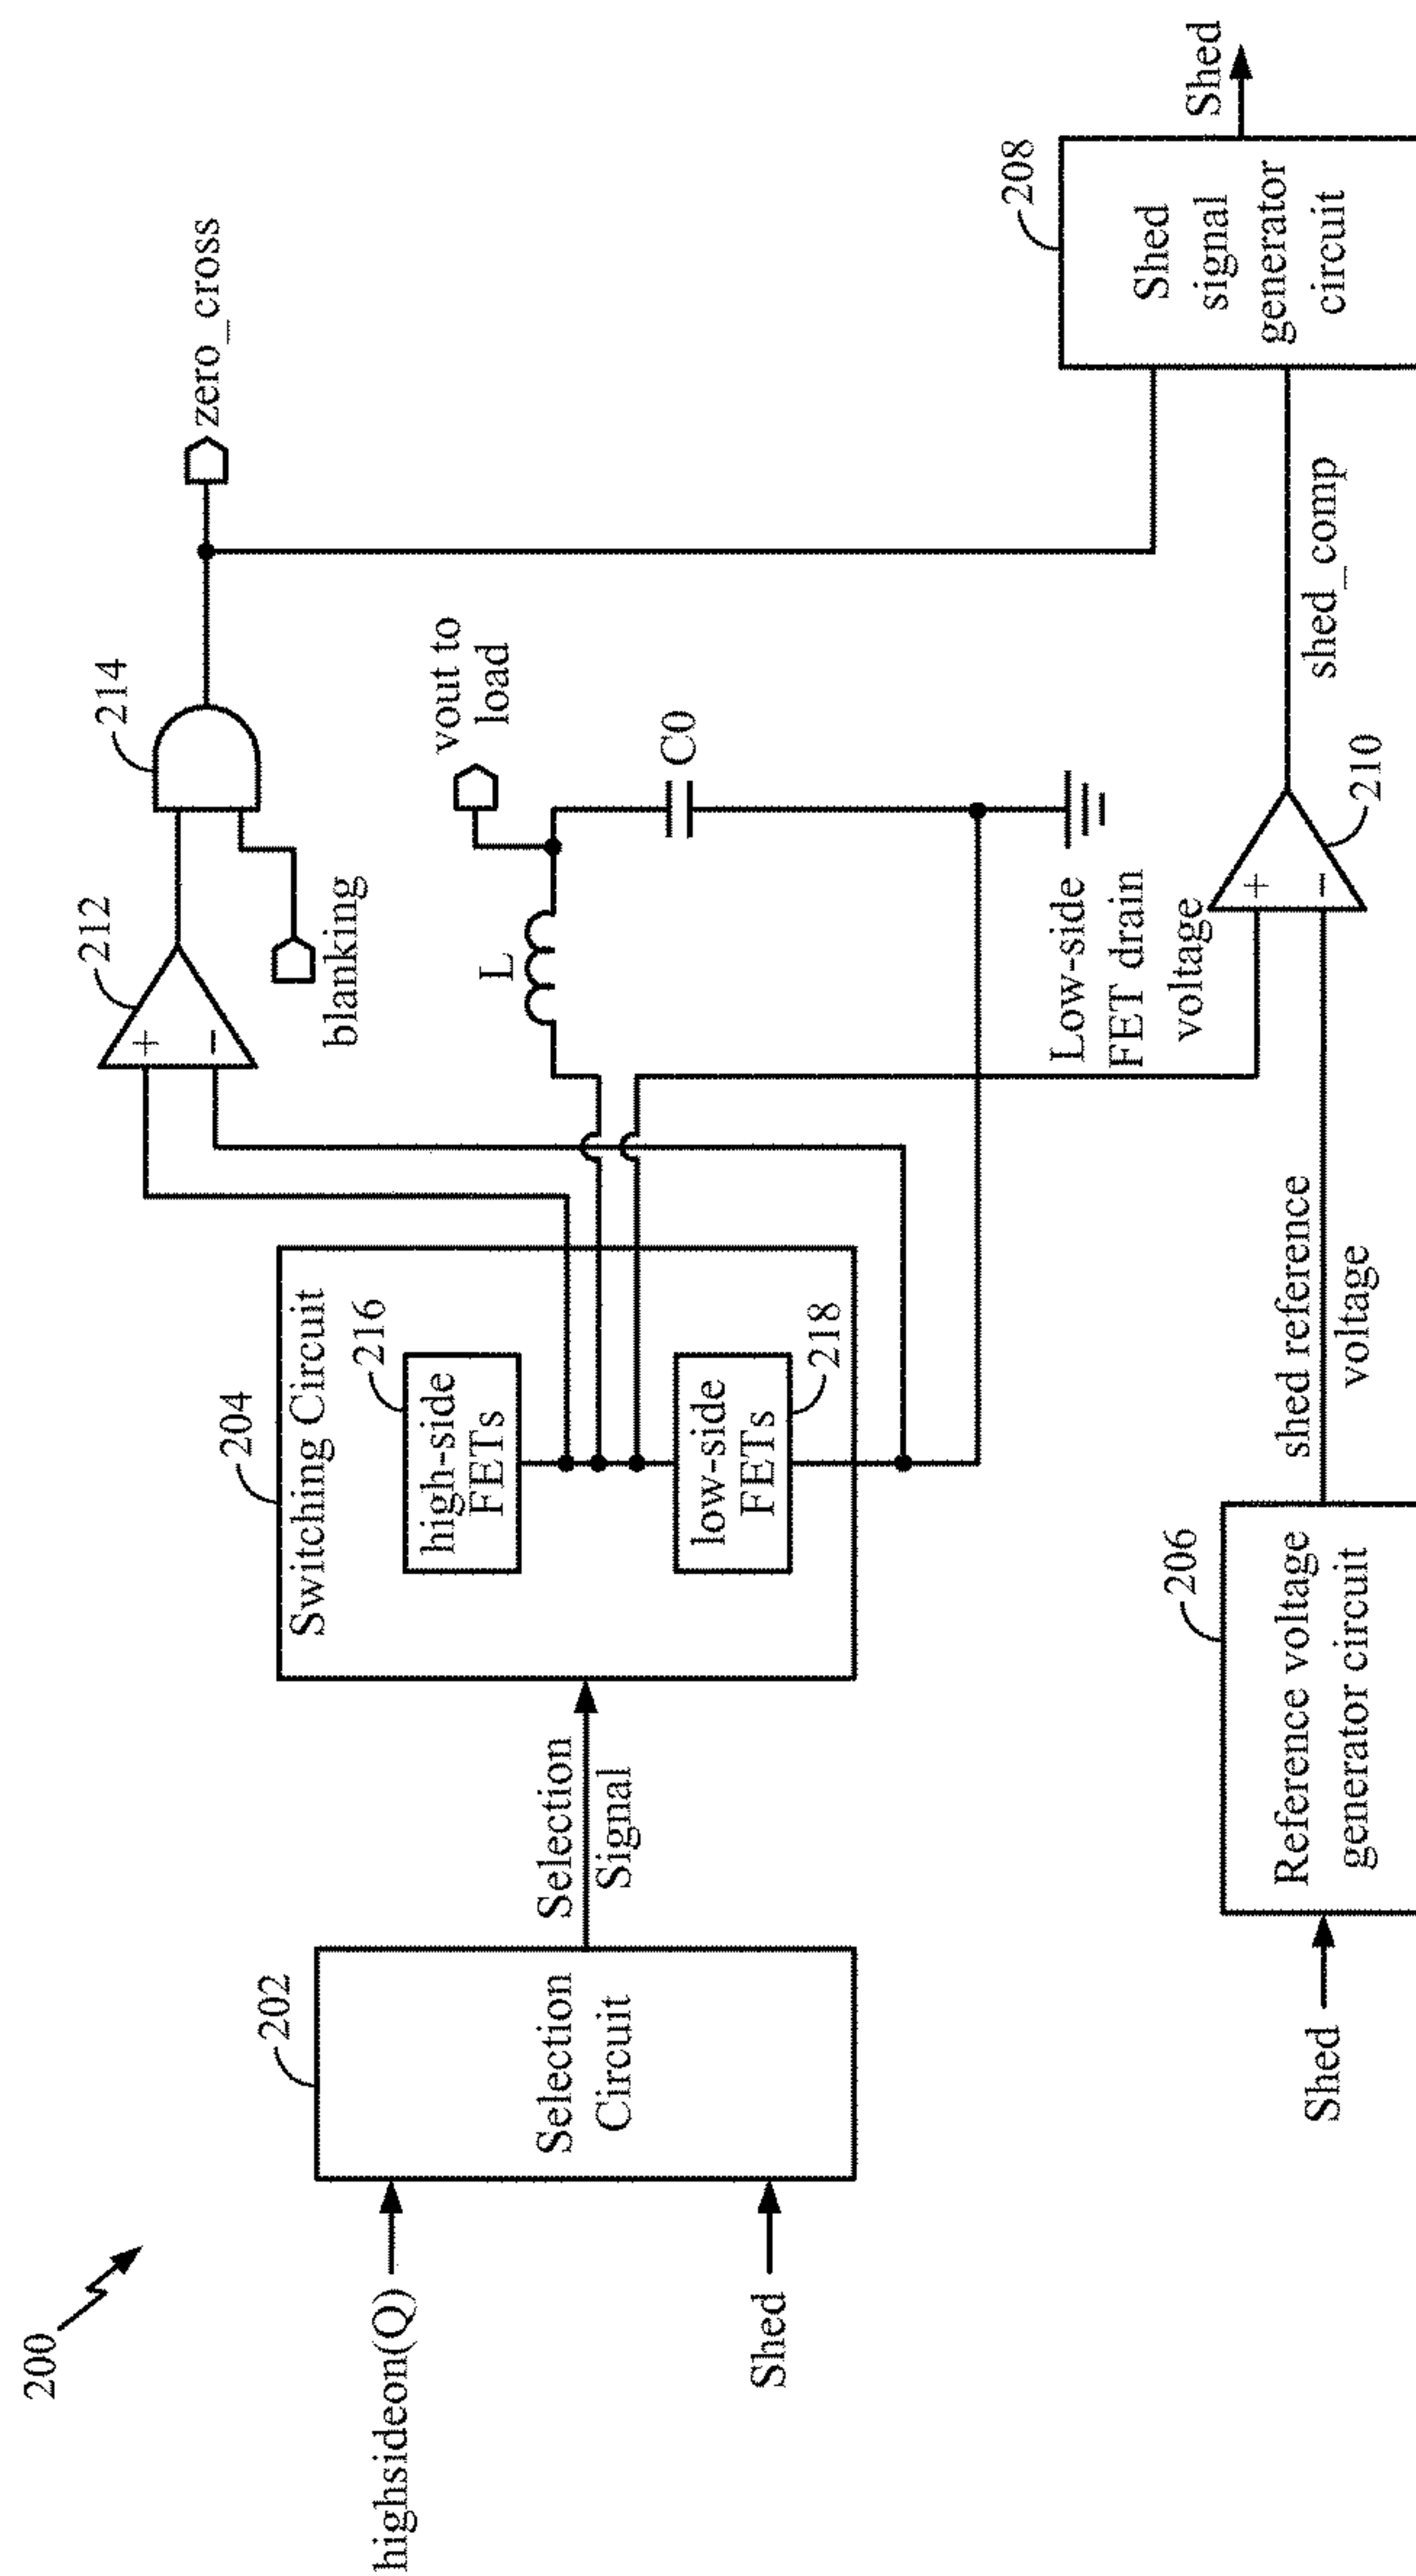 200
highsideon(Q)
Shed
202
Selection
Circuit
Selection
Signal
204
Switching Circuit
216
high-side
FETs
low-side
FETs
218
212
+
−
blanking
214
zero_cross
L
vout to
load
C0
Low-side
FET drain
voltage
Shed
206
Reference voltage
generator circuit
shed reference
voltage
+
−
210
shed_comp
208
Shed
signal
generator
circuit
Shed